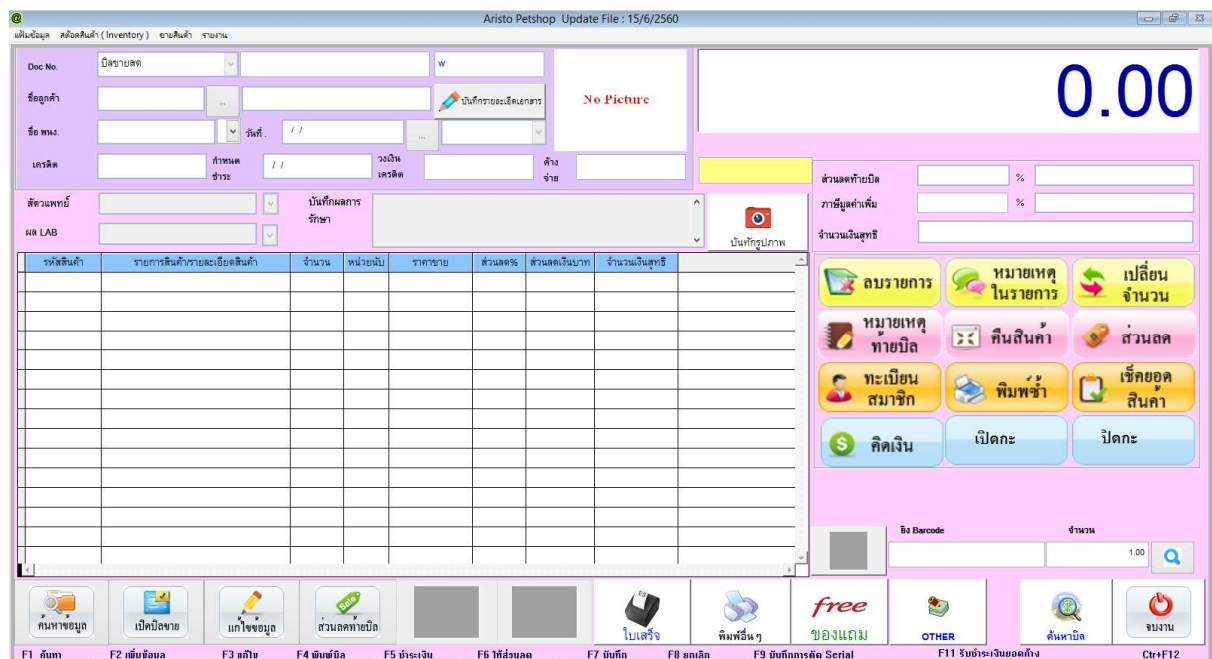 @ Aristo Petshop Update File : 15/6/2560
แฟ้มข้อมูล สต๊อคสินค้า ( Inventory ) ขายสินค้า รายงาน
Doc No. บิลขายสด w
ชื่อลูกค้า ... บันทึกรายละเอียดเอกสาร
No Picture
0.00
ชื่อ พนง. วันที่ . / / ...
เครดิต กำหนด ชำระ / / วงเงิน เครดิต ค้าง จ่าย
ส่วนลดท้ายบิล %
ภาษีมูลค่าเพิ่ม %
จำนวนเงินสุทธิ
สัตวแพทย์ บันทึกผลการ รักษา
ผล LAB
บันทึกรูปภาพ
รหัสสินค้า รายการสินค้า/รายละเอียดสินค้า จำนวน หน่วยนับ ราคาขาย ส่วนลด% ส่วนลดเงินบาท จำนวนเงินสุทธิ
ลบรายการ หมายเหตุ ในรายการ เปลี่ยน จำนวน
หมายเหตุ ท้ายบิล คืนสินค้า ส่วนลด
ทะเบียน สมาชิก พิมพ์ซ้ำ เช็คยอด สินค้า
คิดเงิน เปิดกะ ปิดกะ
ยิง Barcode จำนวน
1.00
ค้นหาข้อมูล เปิดบิลขาย แก้ไขข้อมูล ส่วนลดท้ายบิล ใบเสร็จ พิมพ์อื่น ๆ free ของแถม OTHER ค้นหาบิล จบงาน
F1 ค้นหา F2 เพิ่มข้อมูล F3 แก้ไข F4 พิมพ์บิล F5 ชำระเงิน F6 ให้ส่วนลด F7 บันทึก F8 ยกเลิก F9 บันทึกการตัด Serial F11 รับชำระเงินยอดค้าง Ctr+F12